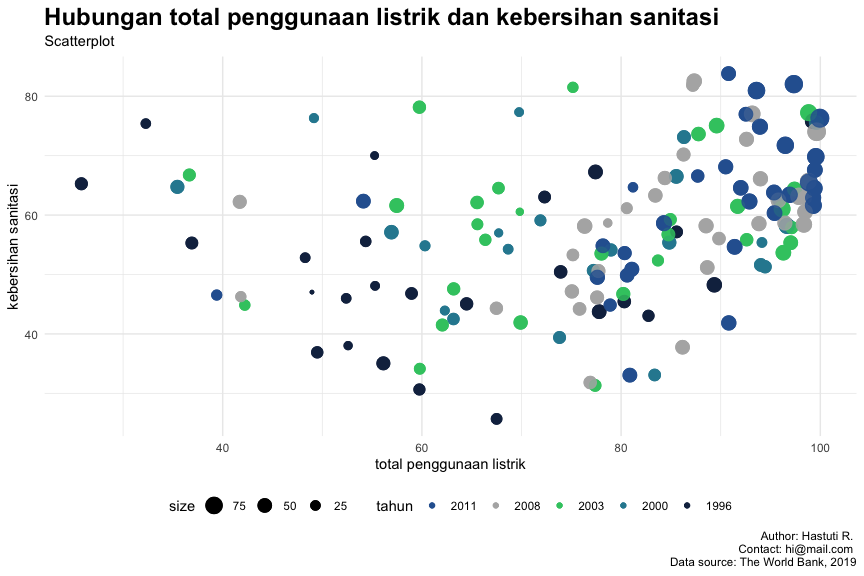 Hubungan total penggunaan listrik dan kebersihan sanitasi
Scatterplot
kebersihan sanitasi
80
60
40
40 60 80 100
total penggunaan listrik
size 75 50 25 tahun 2011 2008 2003 2000 1996
Author: Hastuti R.
Contact: hi@mail.com
Data source: The World Bank, 2019